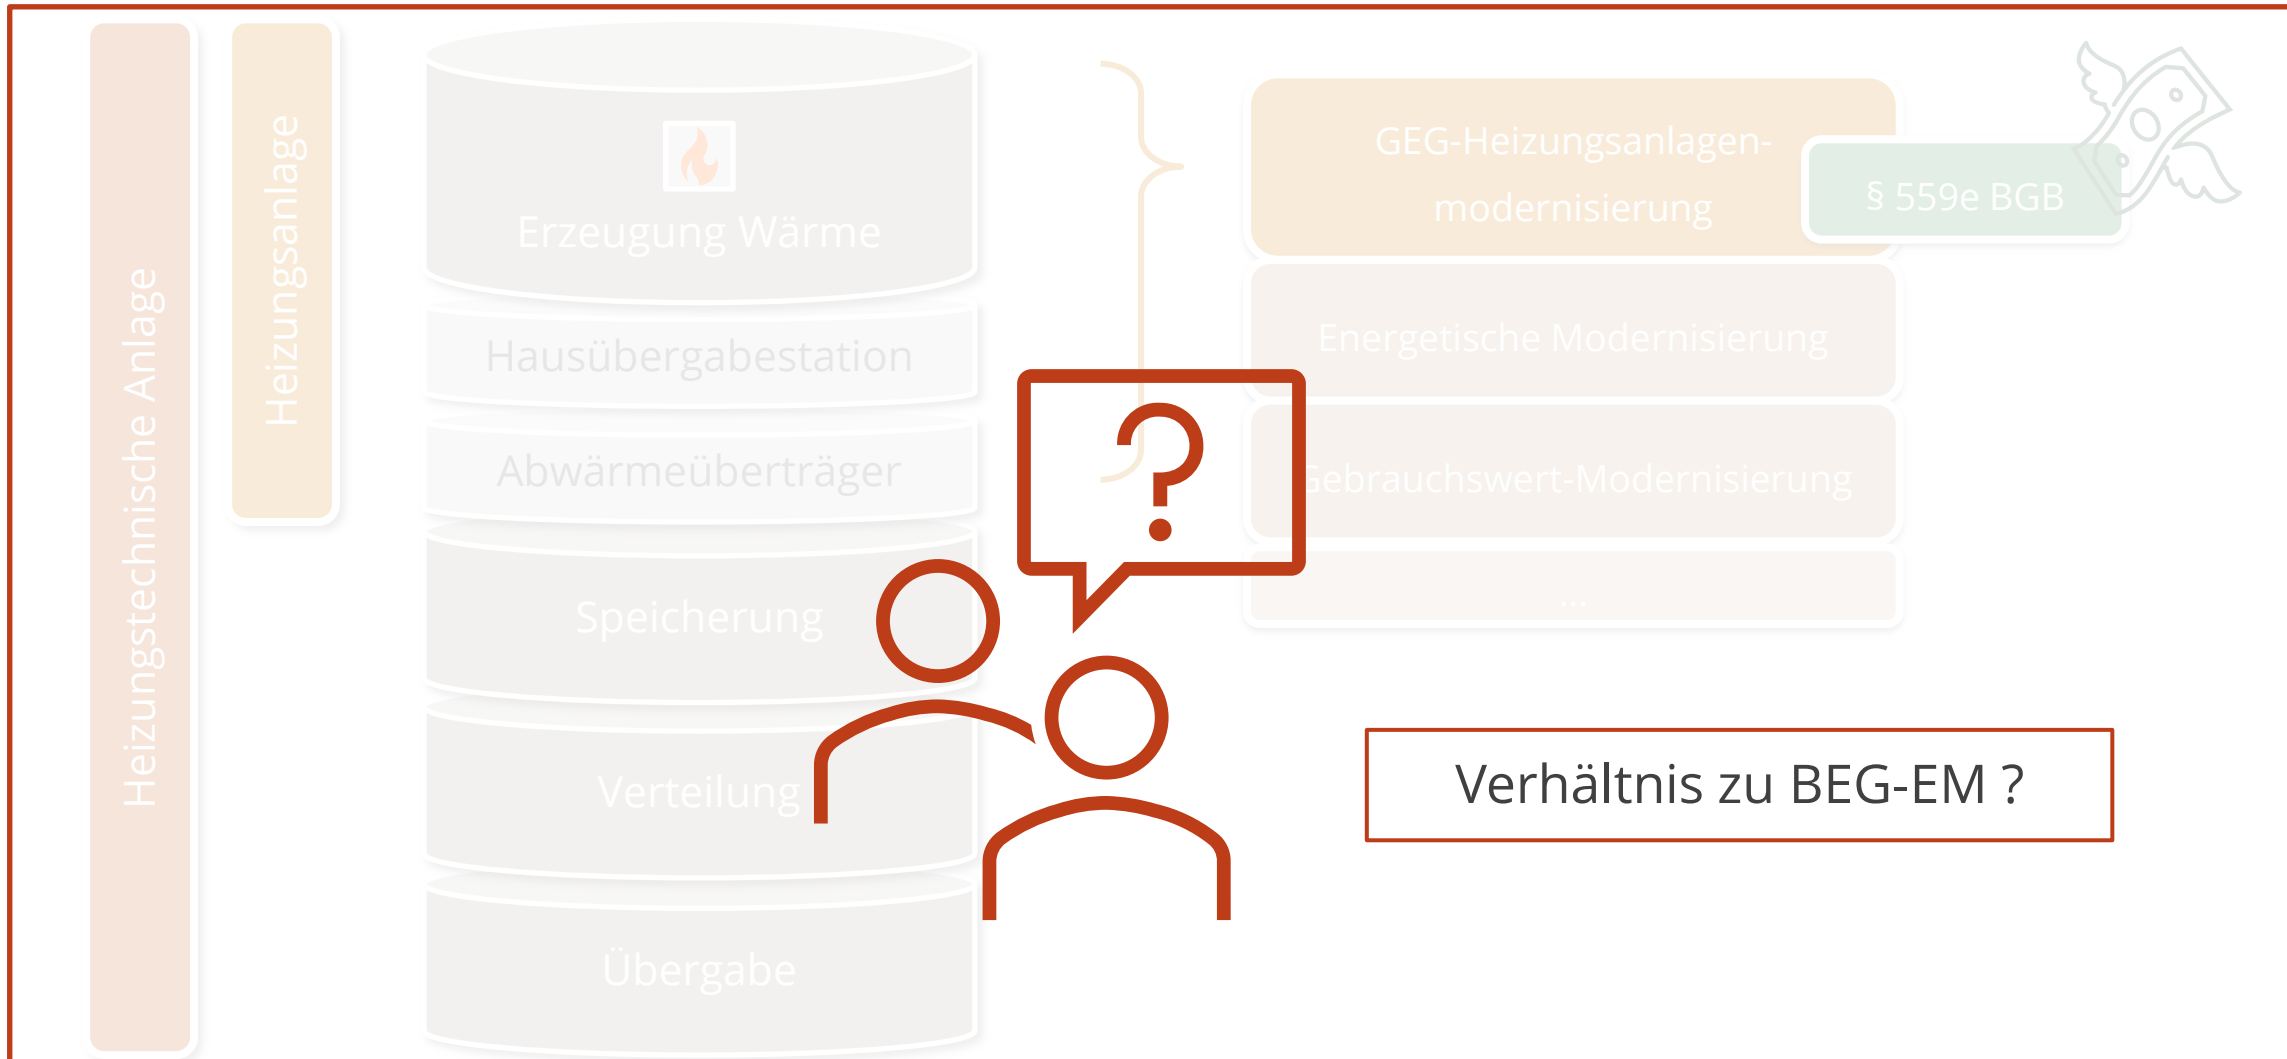 Heizungstechnische Anlage
Heizungsanlage
Erzeugung Wärme
Hausübergabestation
Abwärmeüberträger
Speicherung
Verteilung
Übergabe
GEG-Heizungsanlagen-
modernisierung
§ 559e BGB
Energetische Modernisierung
Gebrauchswert-Modernisierung
...
?
Verhältnis zu BEG-EM ?